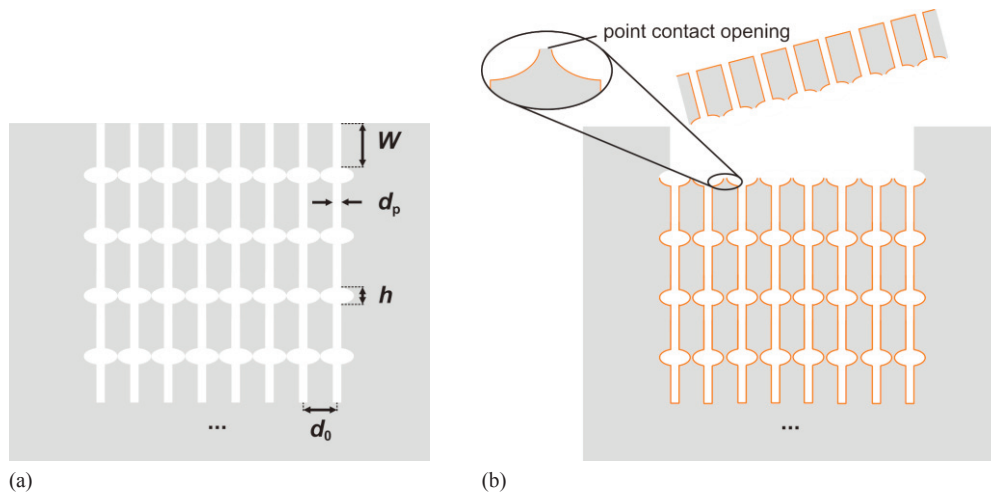 point contact opening
W
dp
h
d0
...
...
(a)
(b)